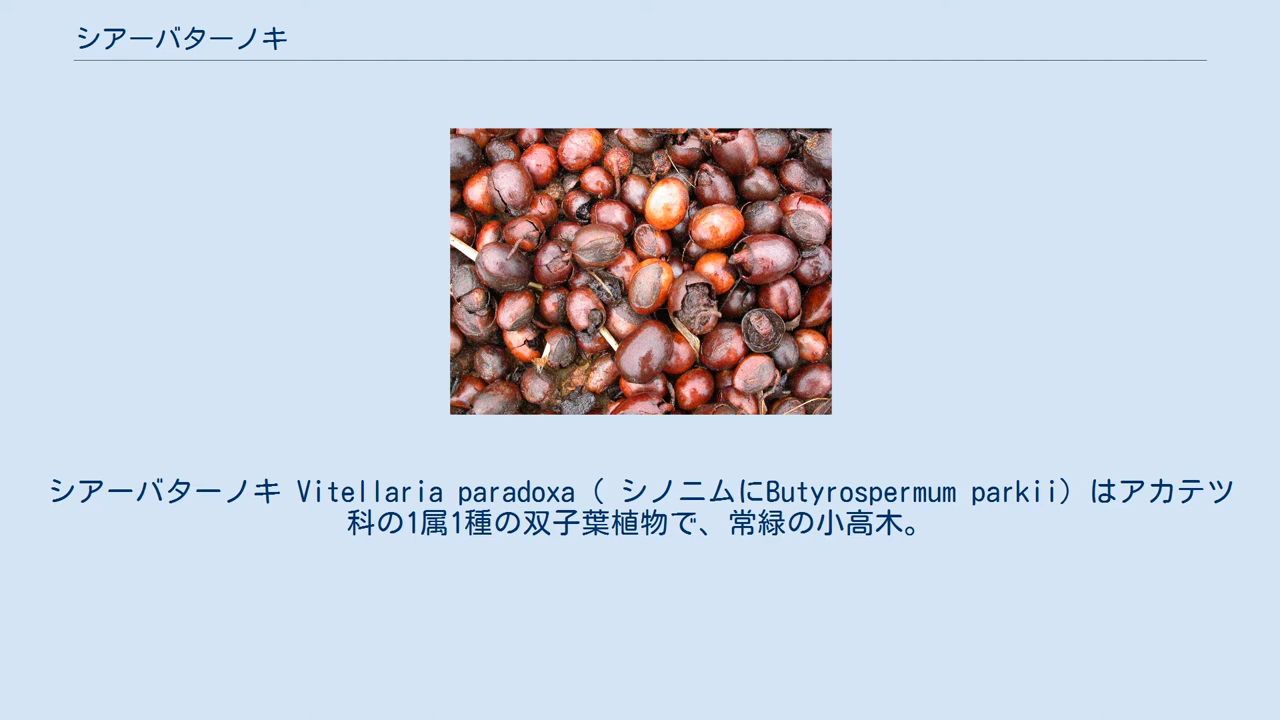 シアーバターノキ
シアーバターノキ Vitellaria paradoxa（ シノニムにButyrospermum parkii）はアカテツ
科の1属1種の双子葉植物で、常緑の小高木。